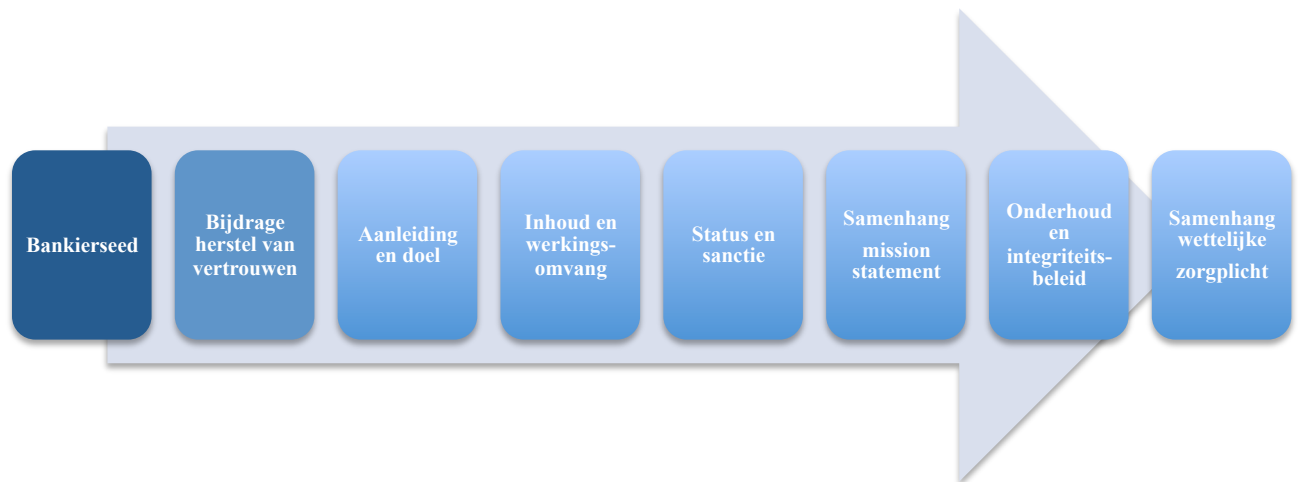 Bankierseed
Bijdrage
herstel van
vertrouwen
Aanleiding
en doel
Inhoud en
werkings-
omvang
Status en
sanctie
Samenhang
mission
statement
Onderhoud
en
integriteits-
beleid
Samenhang
wettelijke
zorgplicht